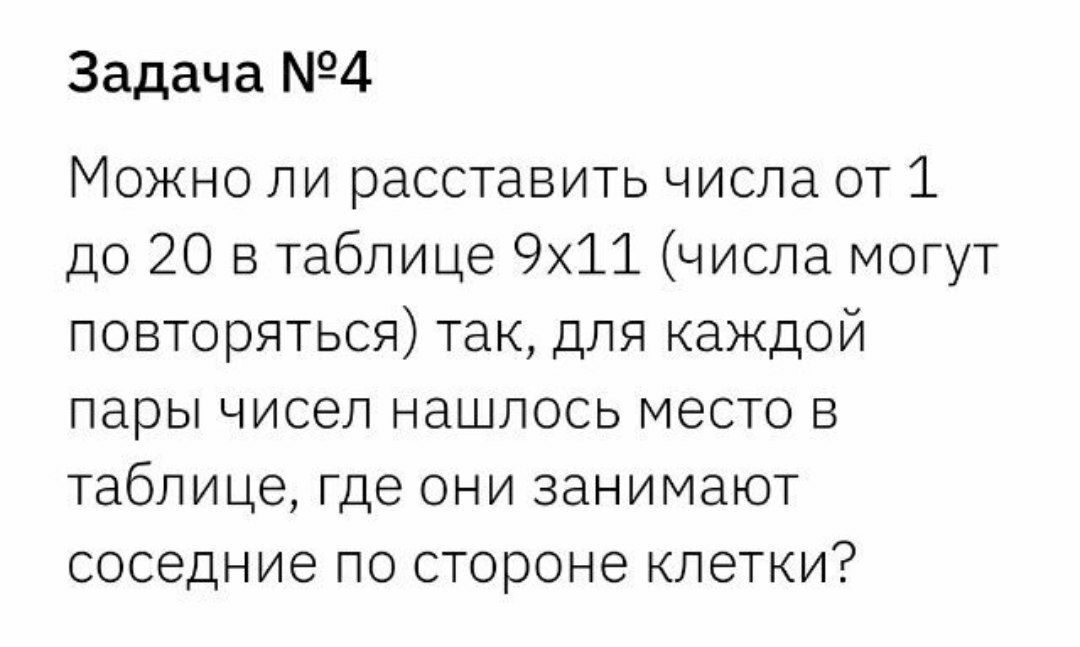 Задача №4
Можно ли расставить числа от 1
до 20 в таблице 9x11 (числа могут
повторяться) так, для каждой
пары чисел нашлось место в
таблице, где они занимают
соседние по стороне клетки?